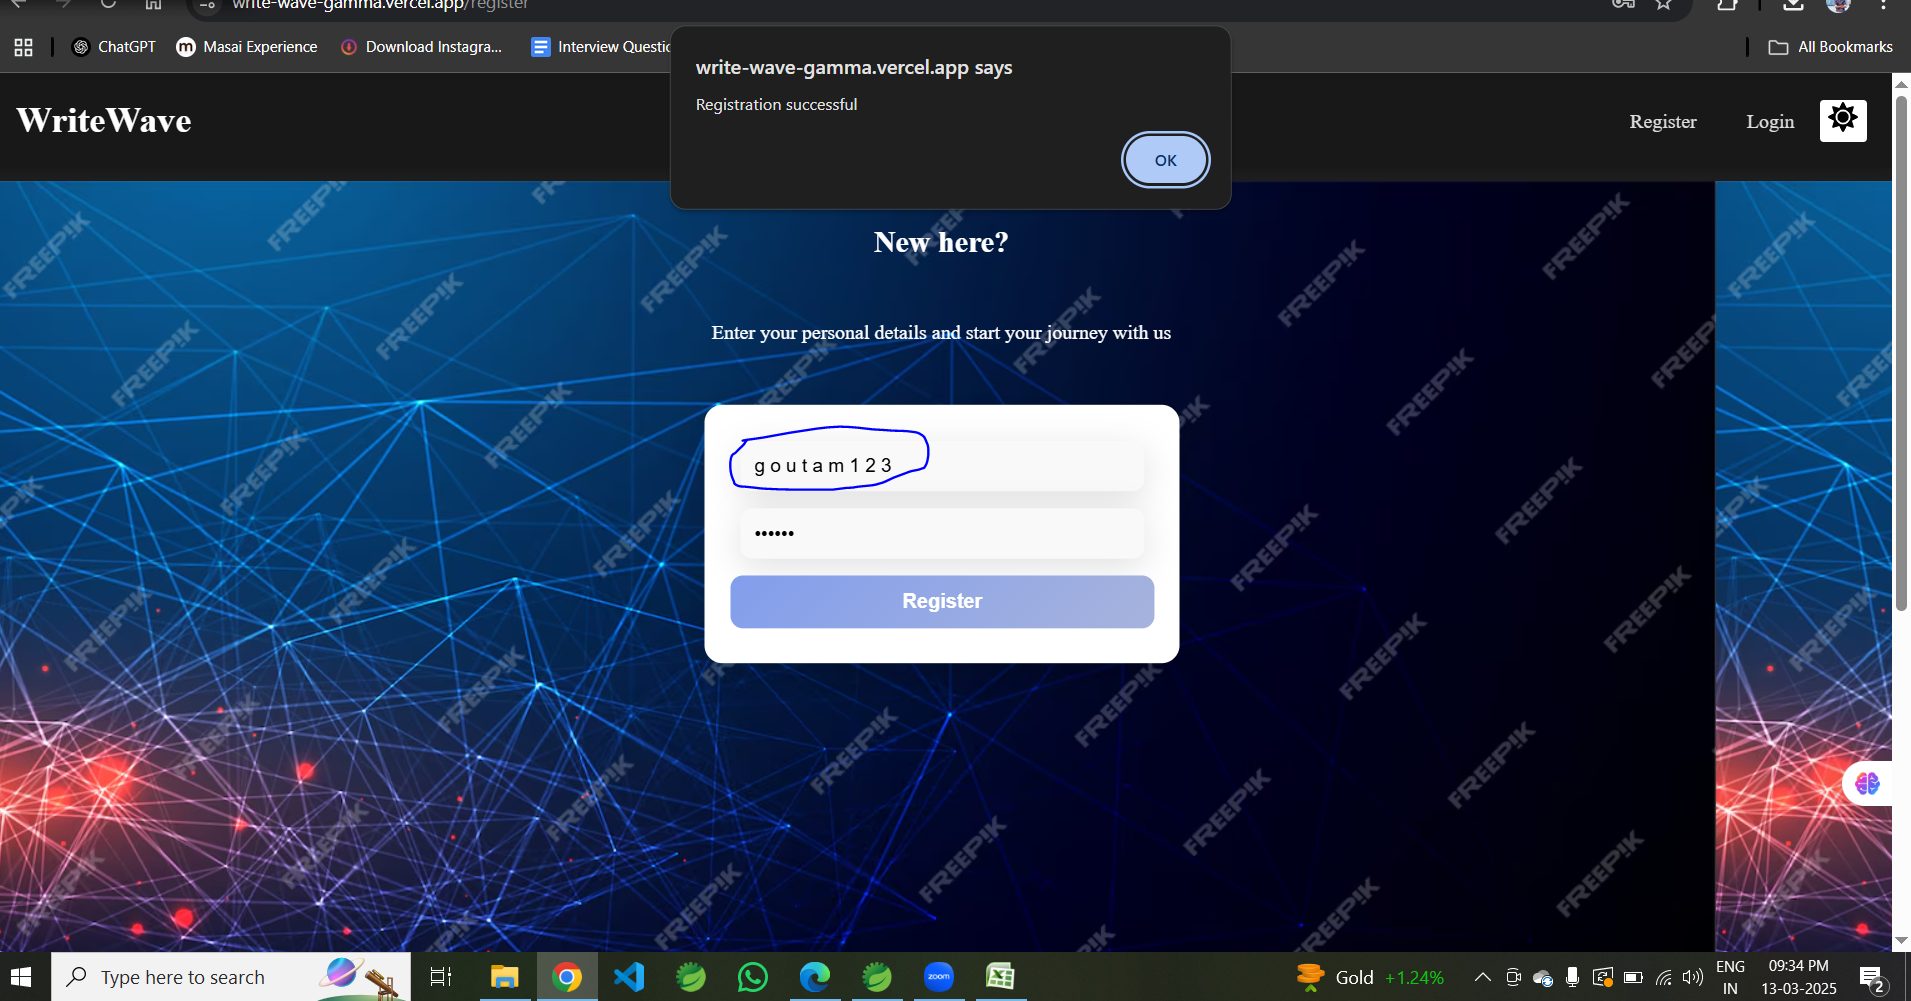 write-wave-gamma.vercel.app/register
ChatGPT
Masai Experience
Download Instagra...
Interview Questio
All Bookmarks
write-wave-gamma.vercel.app says
Registration successful
OK
WriteWave
Register
Login
New here?
Enter your personal details and start your journey with us
goutam123
••••••
Register
FREEPIK
Type here to search
zoom
Gold +1.24%
ENG
IN
09:34 PM
13-03-2025
2